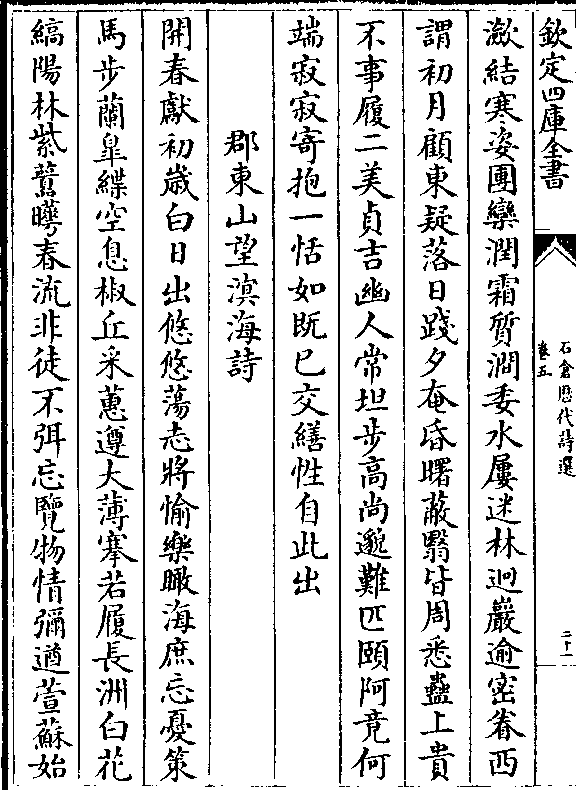 欽定四庫全書
石倉厯代詩選
卷五
二十一
瀲結寒姿團欒潤霜質澗委水屢迷林迥巖逾密眷西
謂初月顧東疑落日踐夕奄昏曙蔽翳皆周悉蠱上貴
不事履二美貞吉幽人常坦步高尚邈難匹頤阿竟何
端寂寂寄抱一恬如既已交繕性自此出
郡東山望溟海詩
開春獻初歲白日出悠悠蕩志將愉樂瞰海庶忘憂策
馬步蘭皐緤空息椒丘采蕙遵大薄搴若履長洲白花
縞陽林紫虈曄春流非徒不弭忘覽物情彌遒萱蘇始